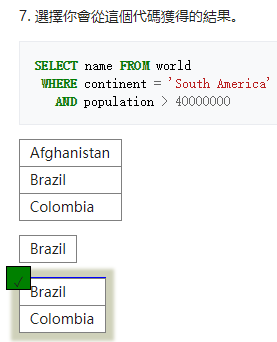 7. 選擇你會從這個代碼獲得的結果。
SELECT name FROM world
WHERE continent = 'South America'
AND population > 40000000
Afghanistan
Brazil
Colombia
Brazil
Brazil
Colombia